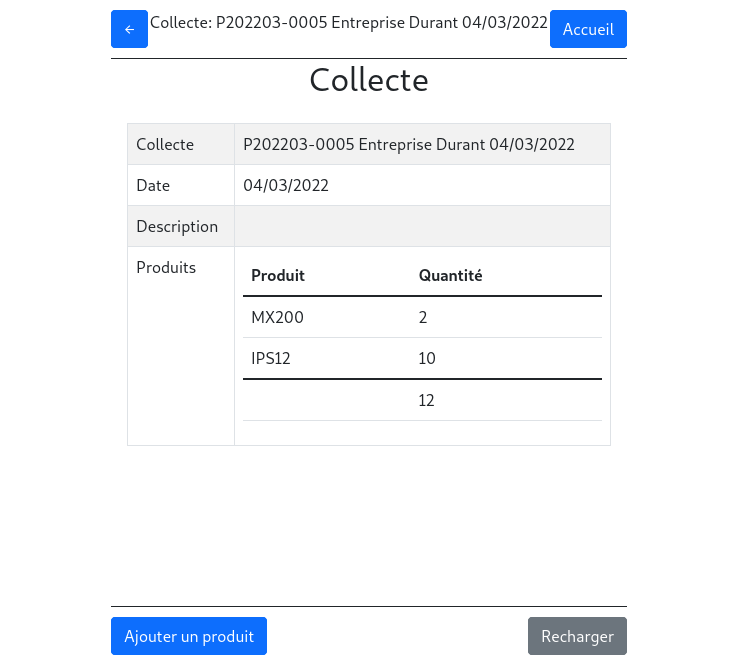 ← Collecte: P202203-0005 Entreprise Durant 04/03/2022 Accueil
Collecte
Collecte P202203-0005 Entreprise Durant 04/03/2022
Date 04/03/2022
Description
Produits
Produit Quantité
MX200 2
IPS12 10
12
Ajouter un produit Recharger